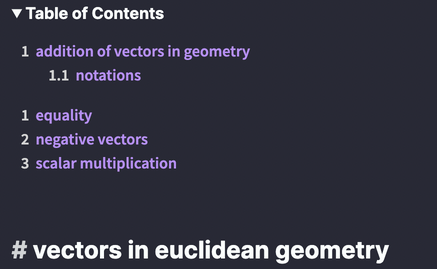 ▼ Table of Contents
1 addition of vectors in geometry
1.1 notations
1 equality
2 negative vectors
3 scalar multiplication
# vectors in euclidean geometry